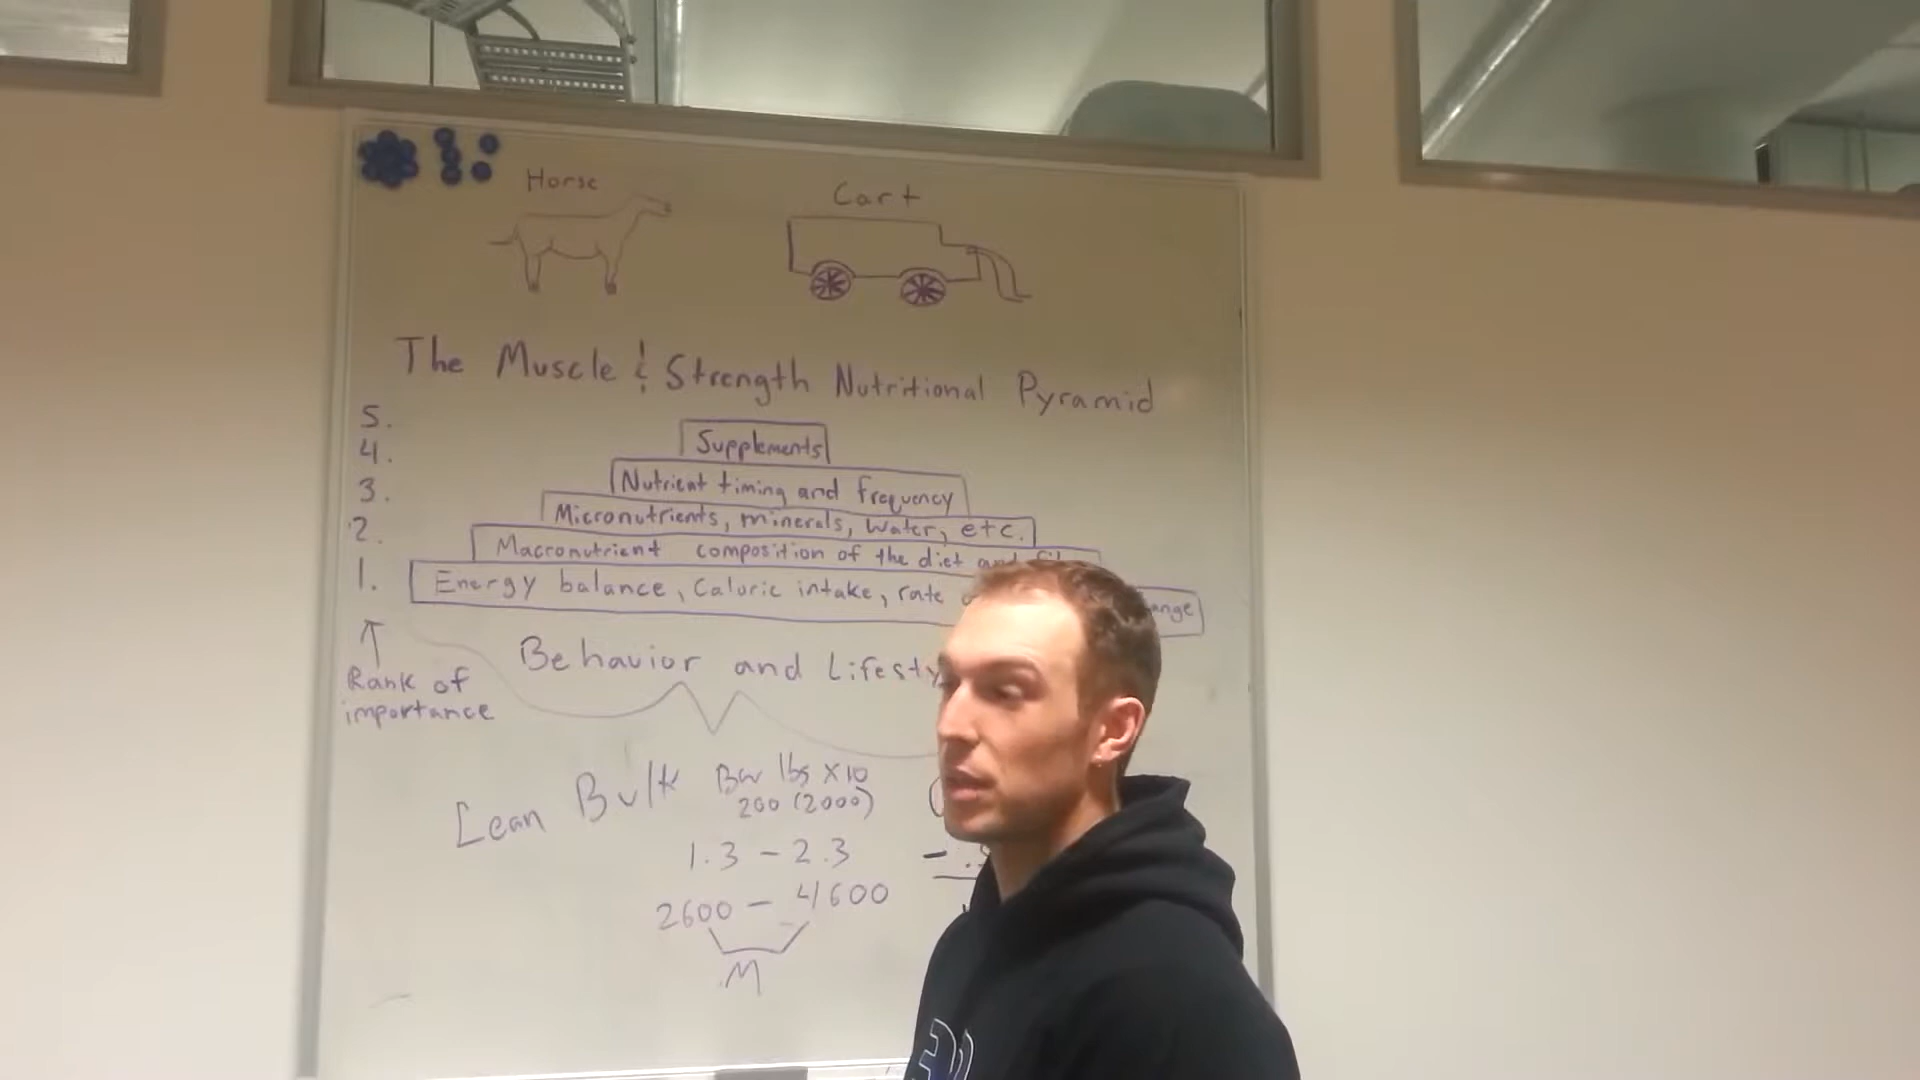 Horse
Cart
The Muscle & Strength Nutritional Pyramid
5.
Supplements
4.
Nutrient timing and frequency
3.
Micronutrients, minerals, water, etc.
2.
Macronutrient composition of the diet and
1.
Energy balance, Caloric intake, rate
Behavior and Lifesty
Rank of
importance
Lean Bulk
Bw lbs x10
200 (2000)
1.3 - 2.3
2600 - 4600
M